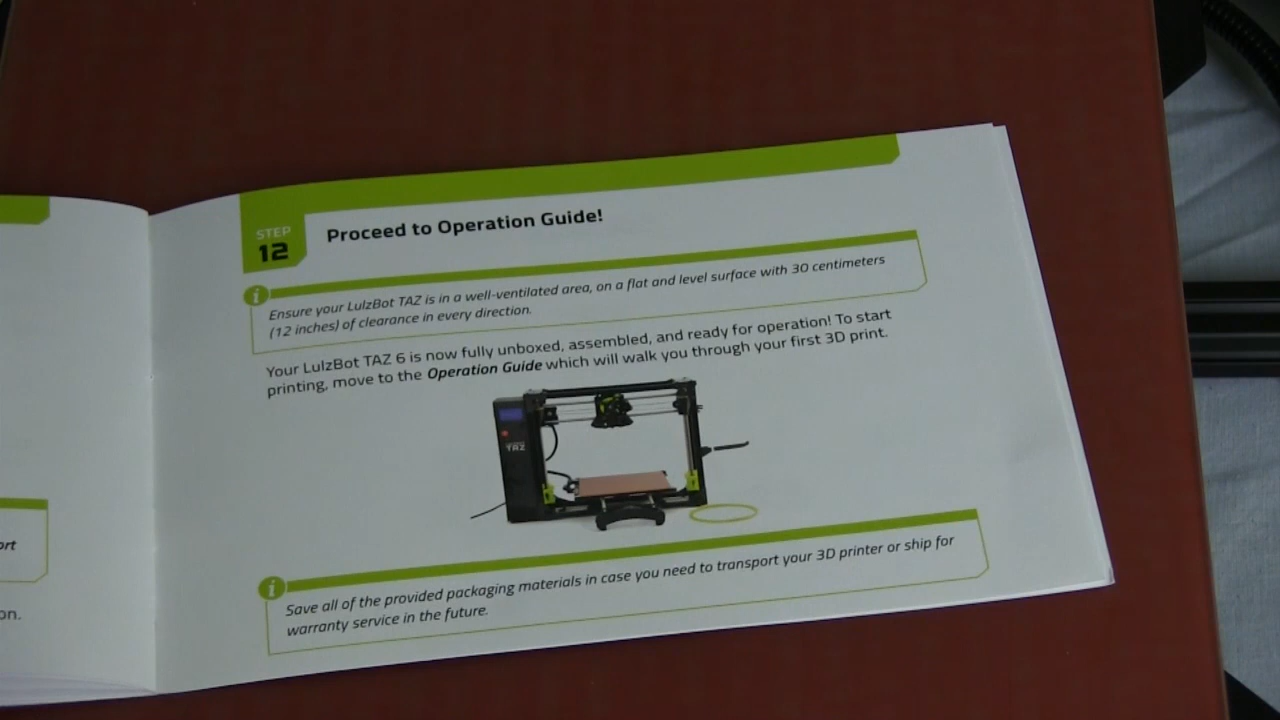 STEP
12
Proceed to Operation Guide!
i
Ensure your LulzBot TAZ is in a well-ventilated area, on a flat and level surface with 30 centimeters
(12 inches) of clearance in every direction.
Your LulzBot TAZ 6 is now fully unboxed, assembled, and ready for operation! To start
printing, move to the Operation Guide which will walk you through your first 3D print.
TAZ
i
Save all of the provided packaging materials in case you need to transport your 3D printer or ship for
warranty service in the future.